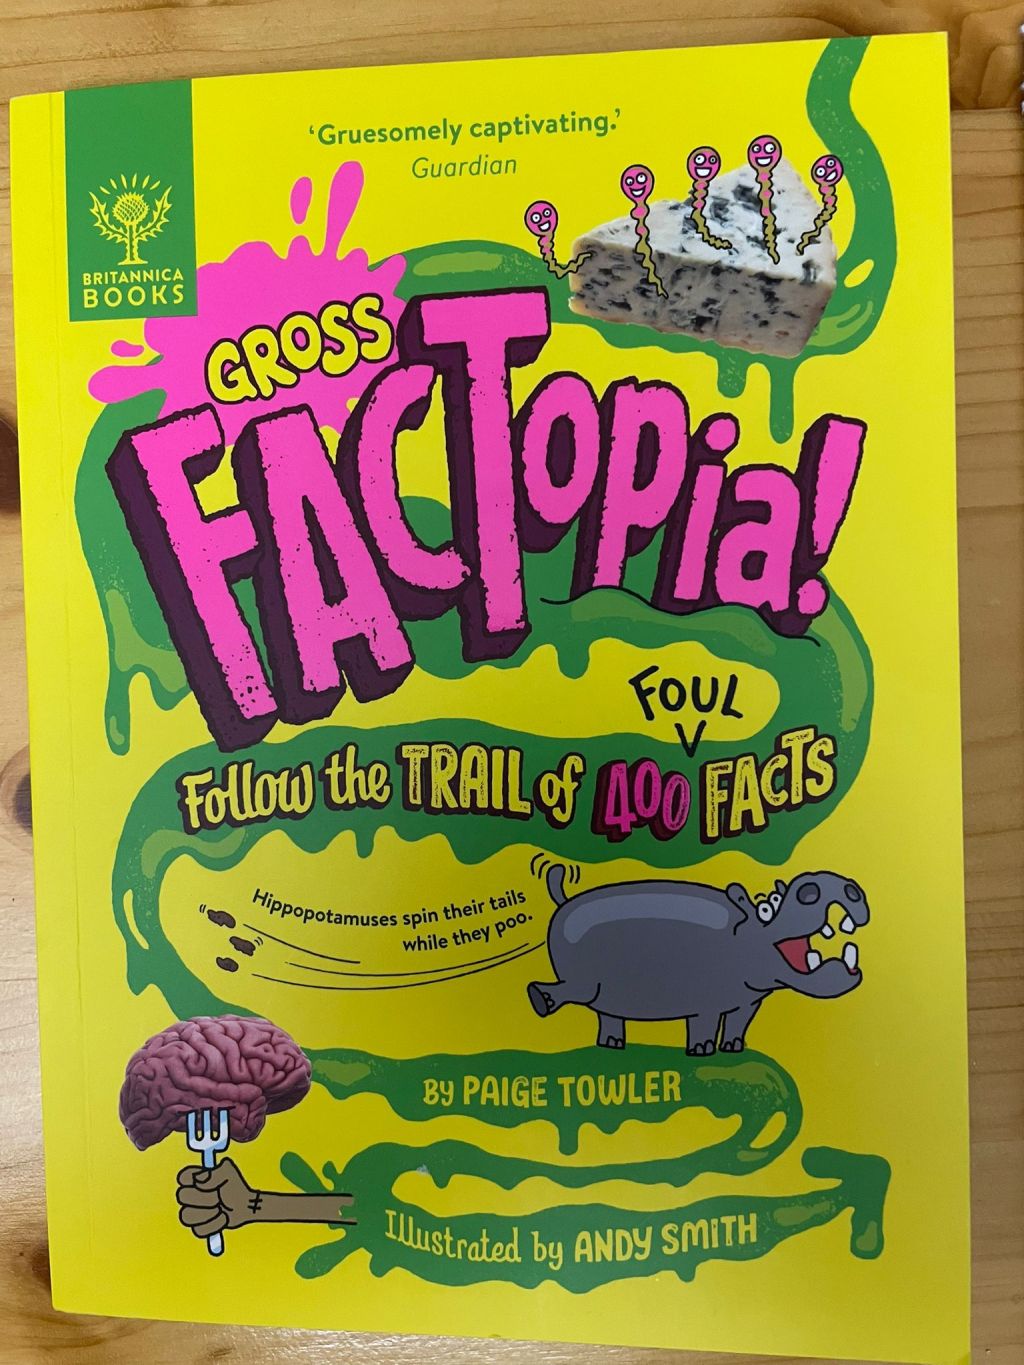 'Gruesomely captivating.'
Guardian
BRITANNICA
BOOKS
GROSS
FACTopia!
FOUL
Follow the TRAIL of 400 FACTS
Hippopotamuses spin their tails
while they poo.
BY PAIGE TOWLER
Illustrated by ANDY SMITH